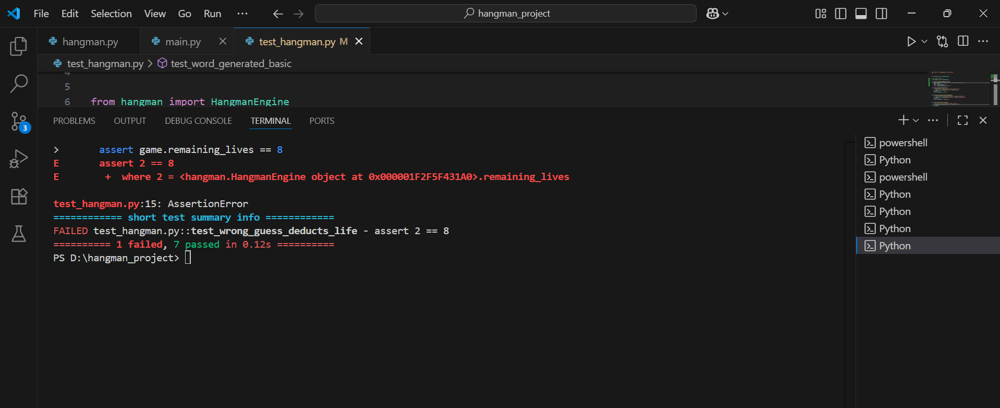 File Edit Selection View Go Run ···
hangman_project
hangman.py
main.py
test_hangman.py M
test_hangman.py > test_word_generated_basic
4
5
6 from hangman import HangmanEngine
3
PROBLEMS OUTPUT DEBUG CONSOLE TERMINAL PORTS
> assert game.remaining_lives == 8
E assert 2 == 8
E + where 2 = <hangman.HangmanEngine object at 0x000001F2F5F431A0>.remaining_lives
test_hangman.py:15: AssertionError
============ short test summary info ============
FAILED test_hangman.py::test_wrong_guess_deducts_life - assert 2 == 8
========== 1 failed, 7 passed in 0.12s ==========
PS D:\hangman_project>
powershell
Python
powershell
Python
Python
Python
Python